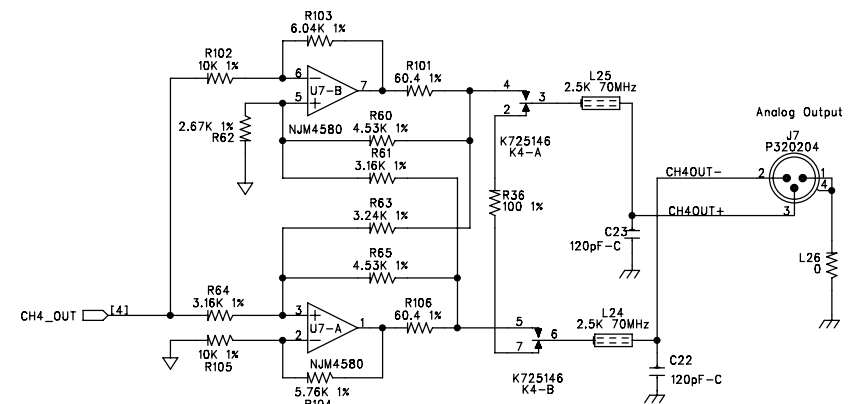 R103
6.04K 1%
R102
10K 1%
6
5
U7-B
7
R101
60.4 1%
NJM4580
2.67K 1%
R62
R60
4.53K 1%
R61
3.16K 1%
4
2
3
K725146
K4-A
L25
2.5K 70MHz
Analog Output
J7
P320204
2
1
4
3
CH4OUT-
CH4OUT+
R36
100 1%
C23
120pF-C
L26
0
R63
3.24K 1%
R65
4.53K 1%
CH4_OUT
[4]
R64
3.16K 1%
3
2
U7-A
1
R106
60.4 1%
10K 1%
R105
NJM4580
5.76K 1%
R104
5
7
6
K725146
K4-B
L24
2.5K 70MHz
C22
120pF-C